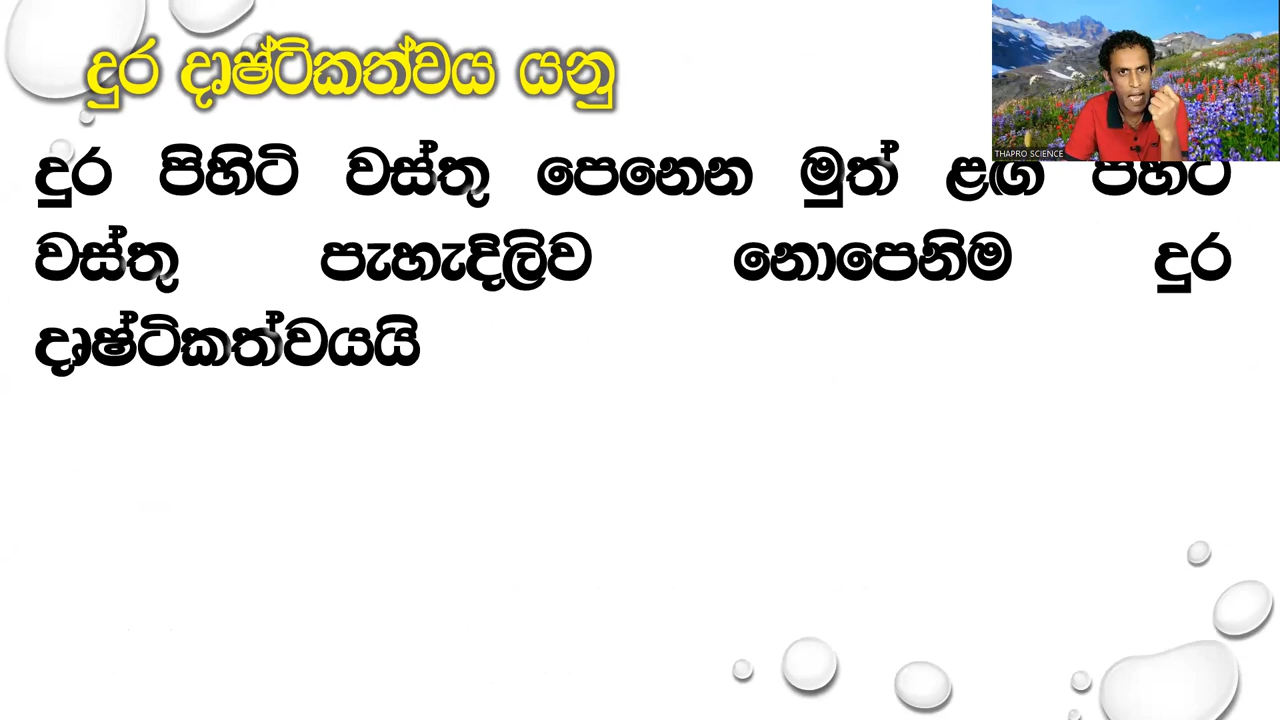 දුර දෘෂ්ටිකත්වය යනු
THAPRO SCIENCE
දුර පිහිටි වස්තු පෙනෙන මුත් ළඟ පිහිටි
වස්තු පැහැදිලිව නොපෙනිම දුර
දෘෂ්ටිකත්වයයි